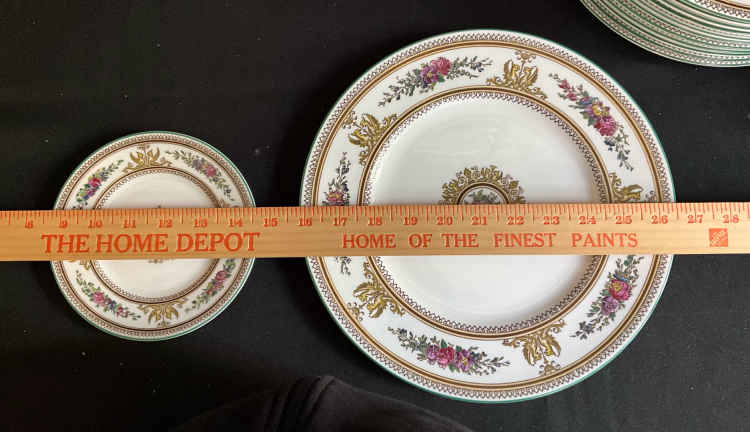 8 9 10 11 12 13 14 15 16 17 18 19 20 21 22 23 24 25 26 27 28
THE HOME DEPOT HOME OF THE FINEST PAINTS